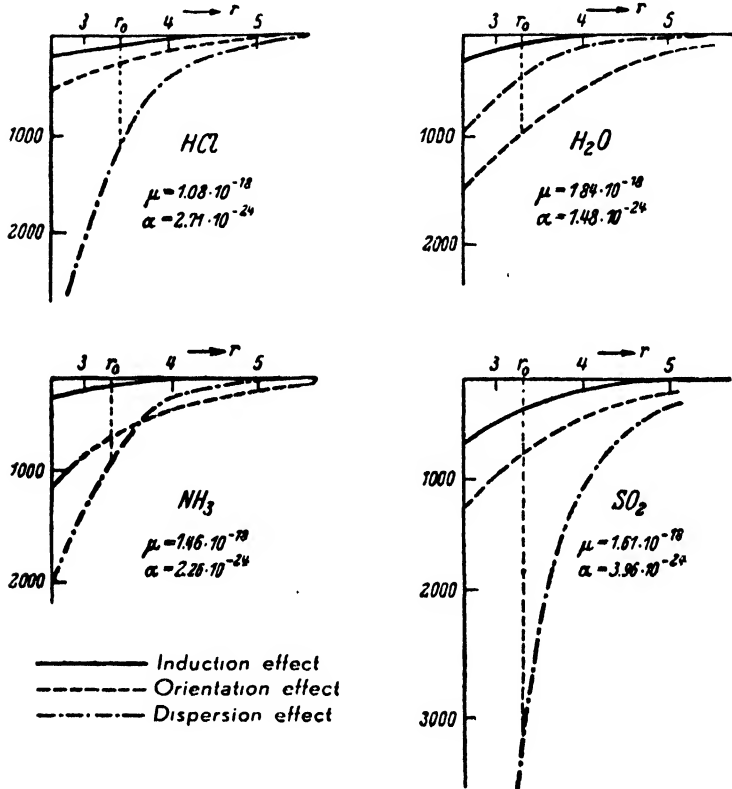 3 r₀ → r 4 5
1000
2000
HCl
μ = 1.08·10⁻¹⁸
α = 2.71·10⁻²⁴
3 r₀ 4 → r 5
1000
2000
H₂O
μ = 1.84·10⁻¹⁸
α = 1.48·10⁻²⁴
3 r₀ 4 → r 5
1000
2000
NH₃
μ = 1.46·10⁻¹⁸
α = 2.26·10⁻²⁴
3 r₀ 4 → r 5
1000
2000
3000
SO₂
μ = 1.61·10⁻¹⁸
α = 3.96·10⁻²⁴
Induction effect
Orientation effect
Dispersion effect